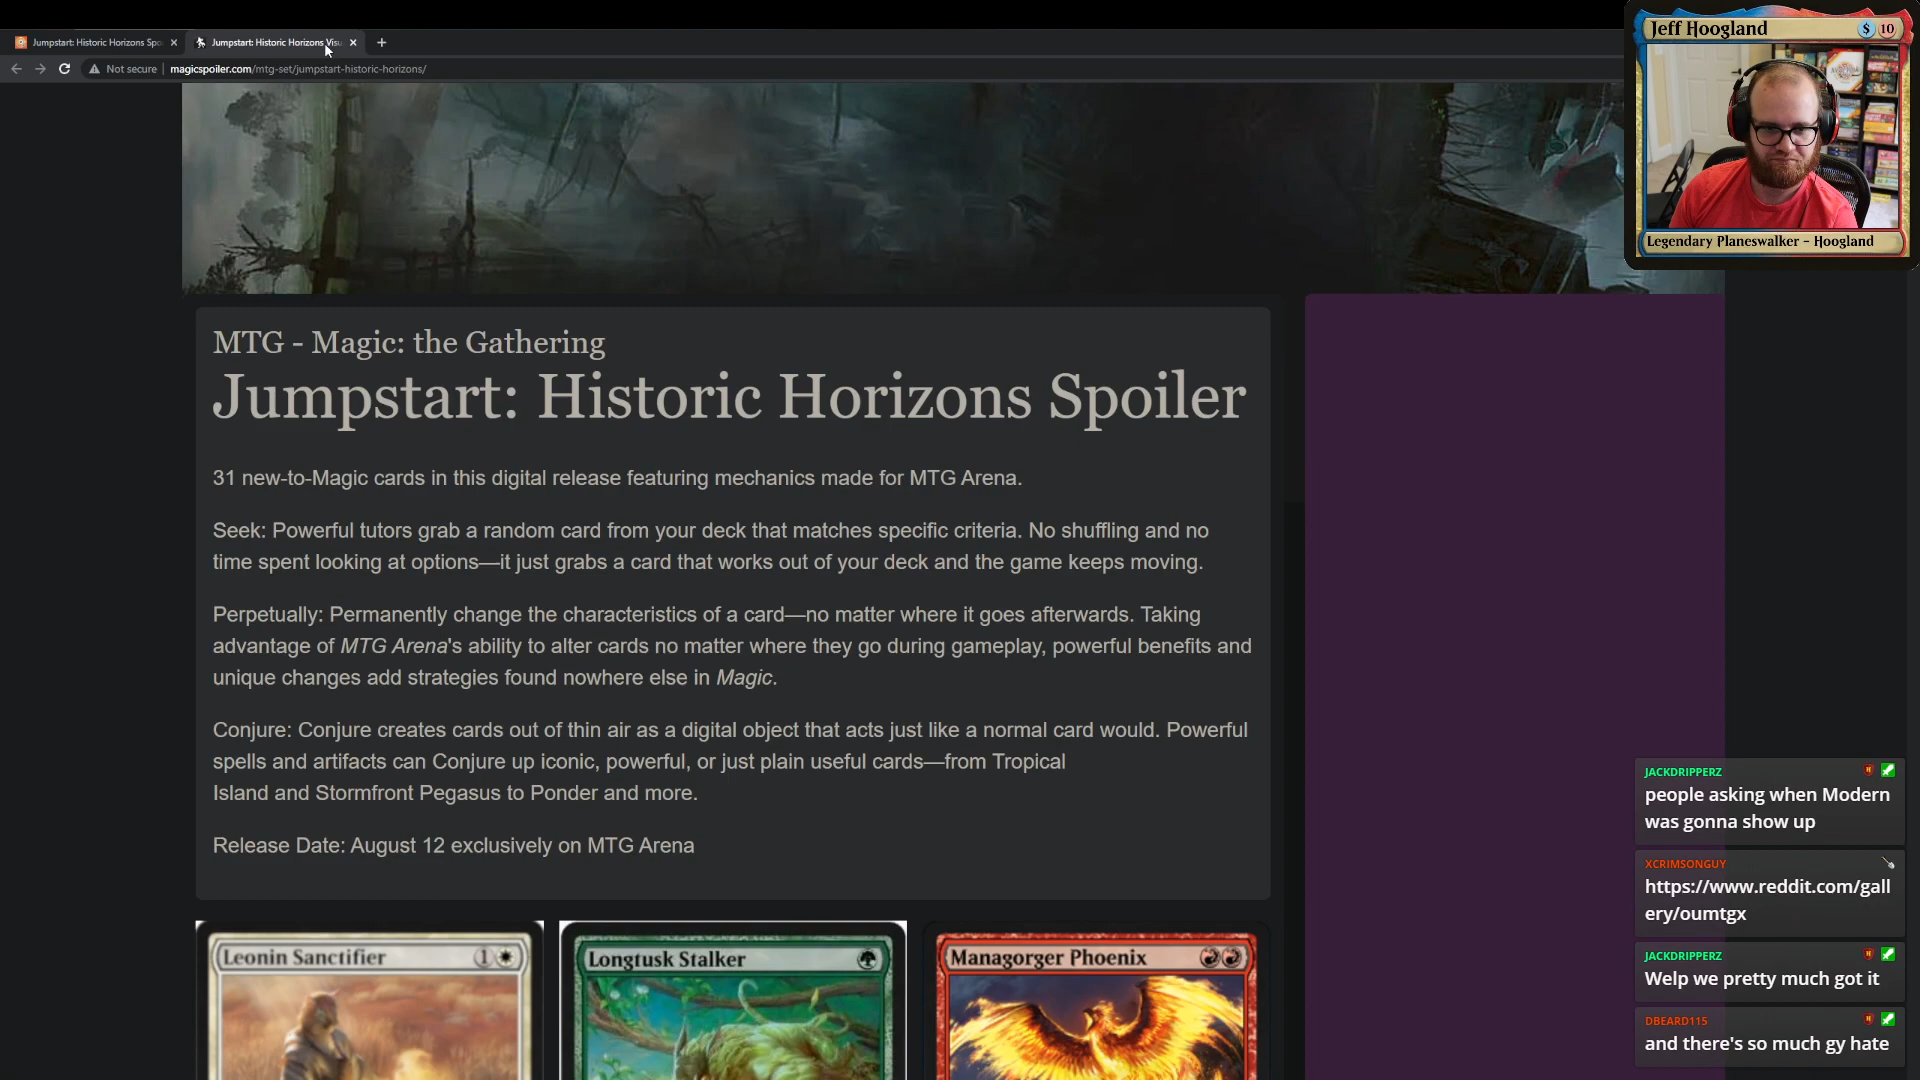 Jumpstart: Historic Horizons Spo
Jumpstart: Historic Horizons Visu
Not secure
magicspoiler.com/mtg-set/jumpstart-historic-horizons/
Jeff Hoogland
$ 10
Legendary Planeswalker - Hoogland
MTG - Magic: the Gathering
Jumpstart: Historic Horizons Spoiler
31 new-to-Magic cards in this digital release featuring mechanics made for MTG Arena.
Seek: Powerful tutors grab a random card from your deck that matches specific criteria. No shuffling and no
time spent looking at options—it just grabs a card that works out of your deck and the game keeps moving.
Perpetually: Permanently change the characteristics of a card—no matter where it goes afterwards. Taking
advantage of MTG Arena's ability to alter cards no matter where they go during gameplay, powerful benefits and
unique changes add strategies found nowhere else in Magic.
Conjure: Conjure creates cards out of thin air as a digital object that acts just like a normal card would. Powerful
spells and artifacts can Conjure up iconic, powerful, or just plain useful cards—from Tropical
Island and Stormfront Pegasus to Ponder and more.
Release Date: August 12 exclusively on MTG Arena
Leonin Sanctifier
1
Longtusk Stalker
Managorger Phoenix
JACKDRIPPERZ
people asking when Modern
was gonna show up
XCRIMSONGUY
https://www.reddit.com/gall
ery/oumtgx
JACKDRIPPERZ
Welp we pretty much got it
DBEARD115
and there's so much gy hate